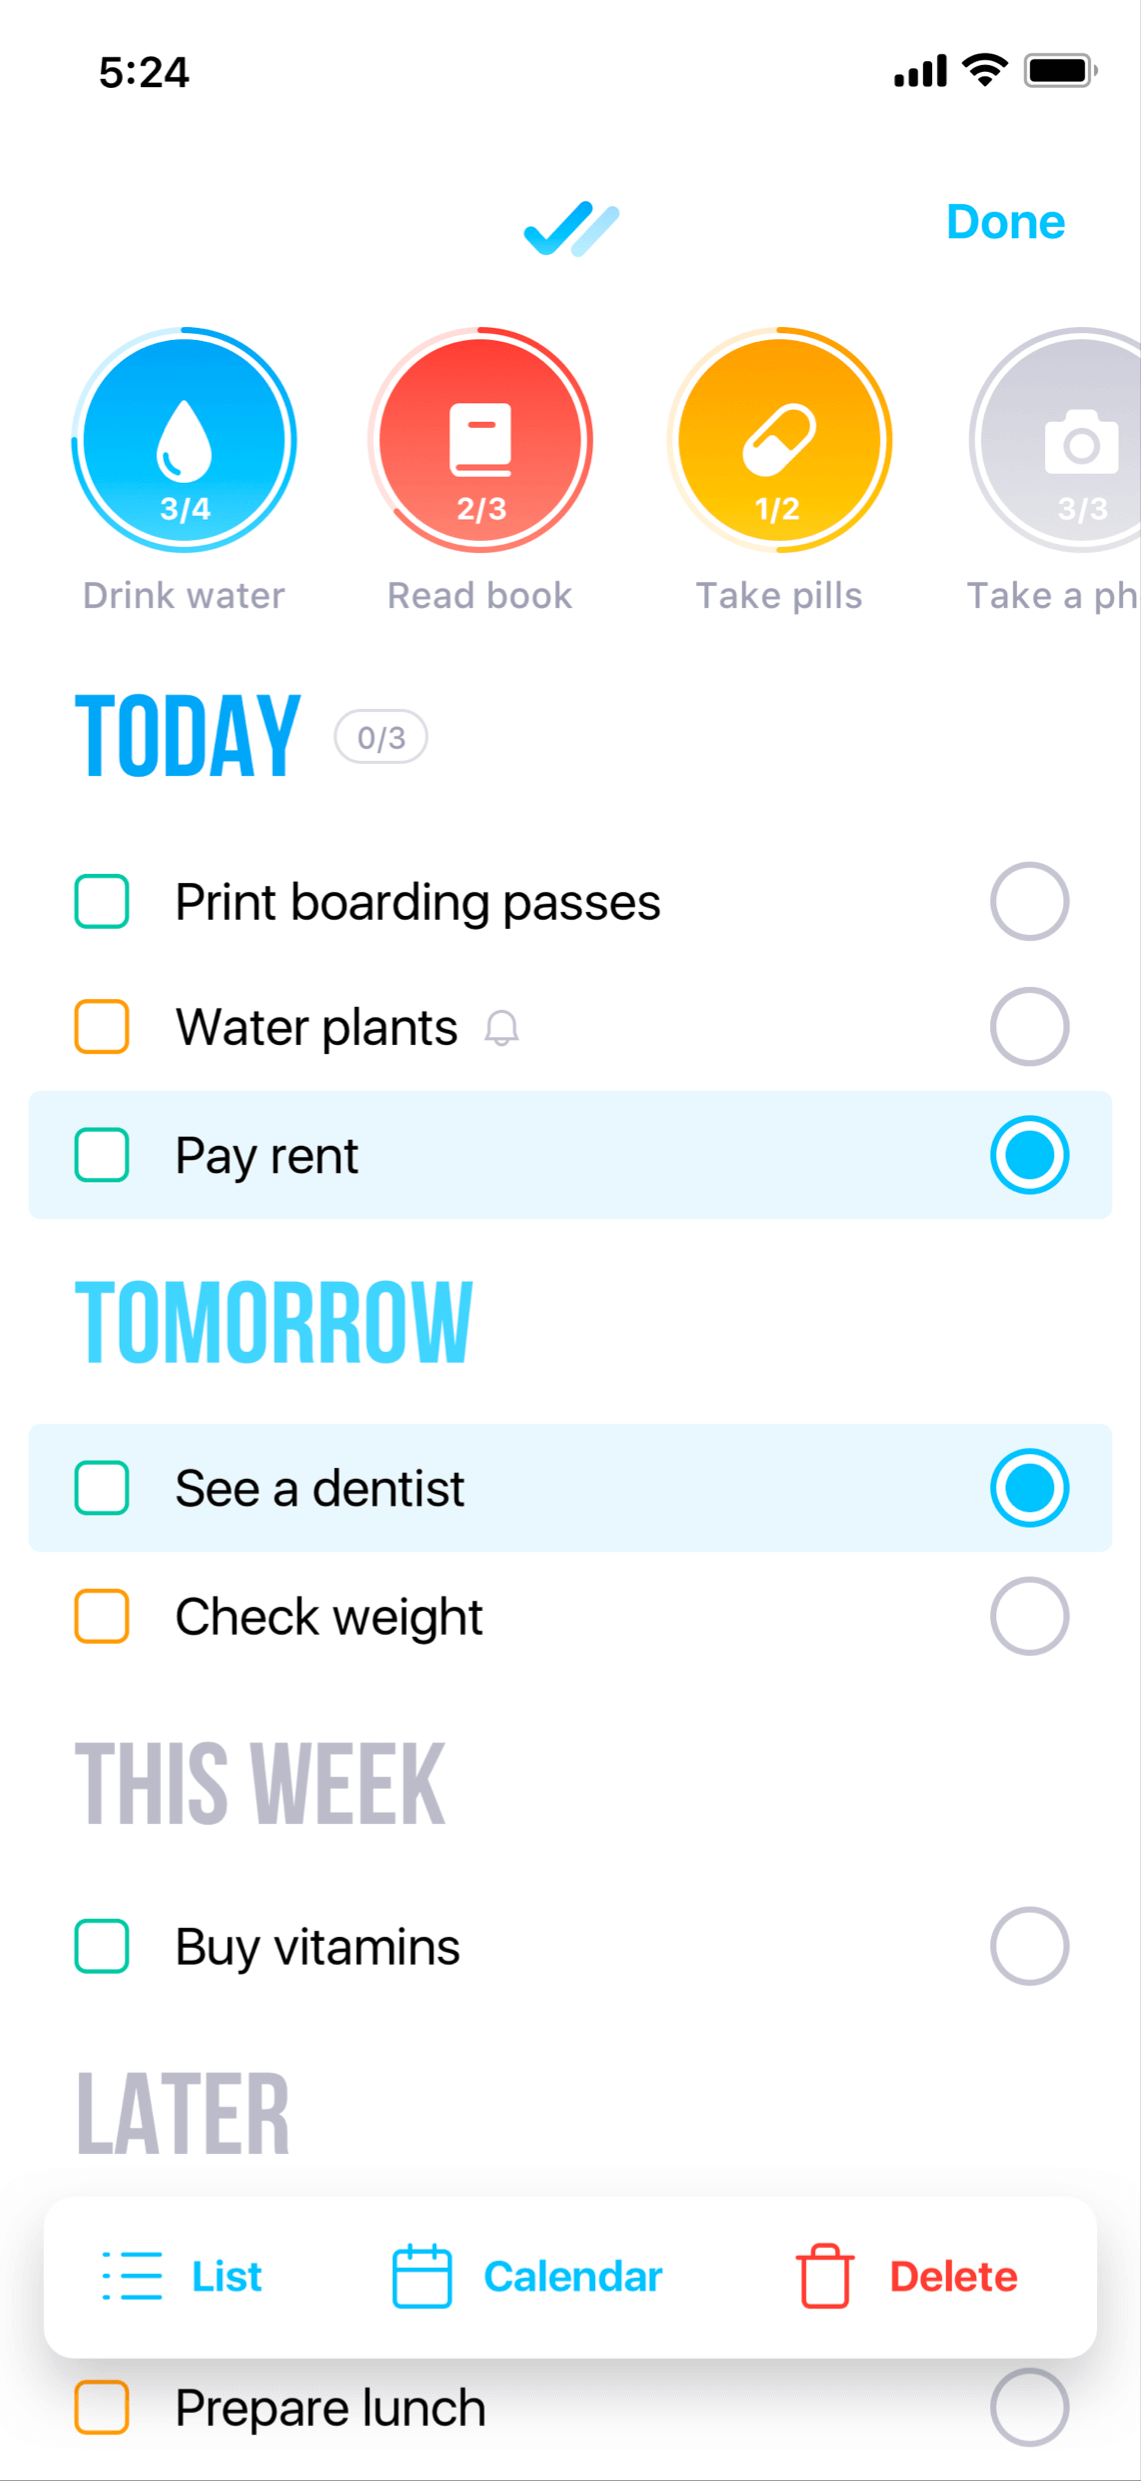 5:24
Done
3/4
2/3
1/2
3/3
Drink water
Read book
Take pills
Take a ph
TODAY 0/3
Print boarding passes
Water plants
Pay rent
TOMORROW
See a dentist
Check weight
THIS WEEK
Buy vitamins
LATER
List
Calendar
Delete
Prepare lunch